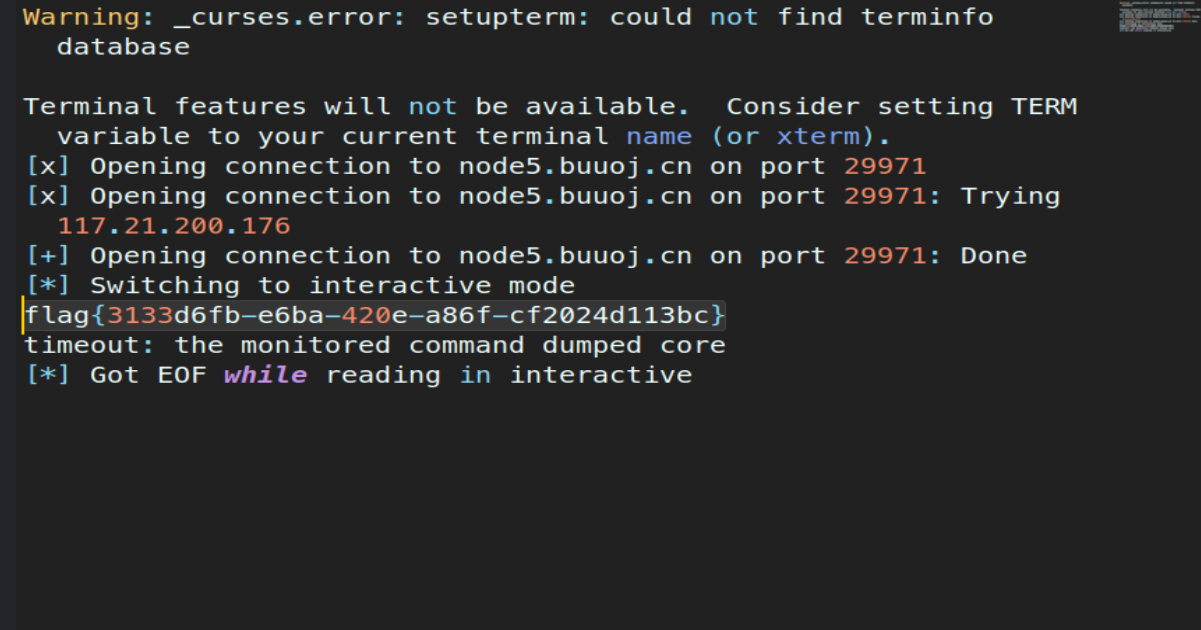 Warning: _curses.error: setupterm: could not find terminfo
database
Terminal features will not be available.  Consider setting TERM
variable to your current terminal name (or xterm).
[x] Opening connection to node5.buuoj.cn on port 29971
[x] Opening connection to node5.buuoj.cn on port 29971: Trying
117.21.200.176
[+] Opening connection to node5.buuoj.cn on port 29971: Done
[*] Switching to interactive mode
flag{3133d6fb-e6ba-420e-a86f-cf2024d113bc}
timeout: the monitored command dumped core
[*] Got EOF while reading in interactive